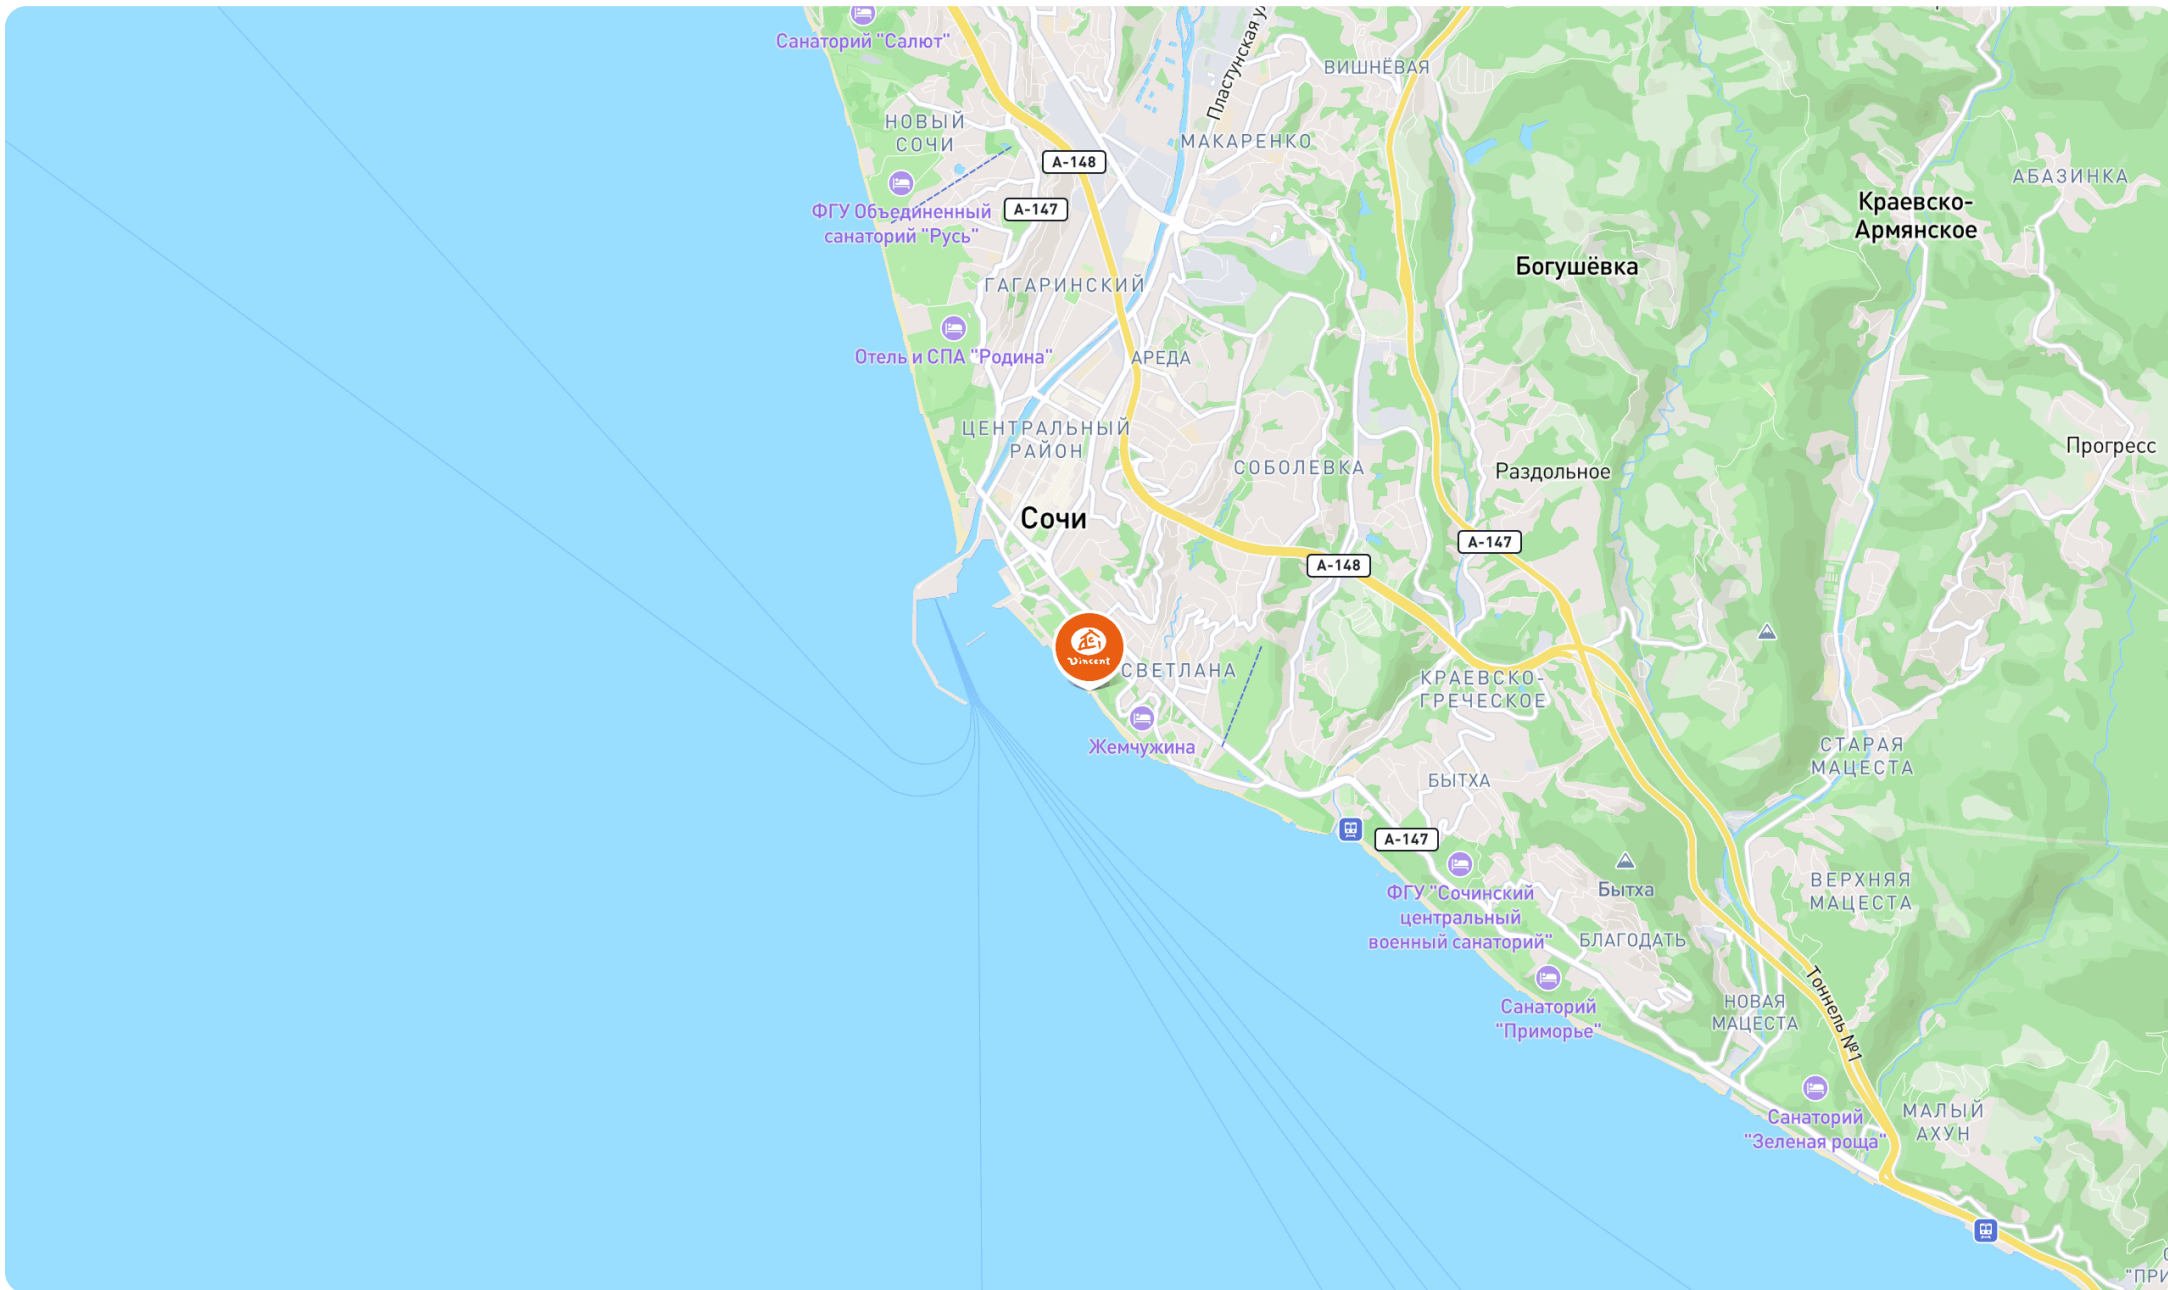 Санаторий "Салют"
Пластунская у
ВИШНЁВАЯ
НОВЫЙ
СОЧИ
МАКАРЕНКО
А-148
АБАЗИНКА
ФГУ Объединенный
санаторий "Русь"
А-147
Краевско-
Армянское
Богушёвка
ГАГАРИНСКИЙ
Отель и СПА "Родина"
АРЕДА
ЦЕНТРАЛЬНЫЙ
РАЙОН
СОБОЛЕВКА
Раздольное
Прогресс
Сочи
А-147
А-148
Vincent
СВЕТЛАНА
КРАЕВСКО-
ГРЕЧЕСКОЕ
Жемчужина
СТАРАЯ
МАЦЕСТА
БЫТХА
А-147
ФГУ "Сочинский
центральный
военный санаторий"
Бытха
ВЕРХНЯЯ
МАЦЕСТА
БЛАГОДАТЬ
Санаторий
"Приморье"
НОВАЯ
МАЦЕСТА
Тоннель №1
Санаторий
"Зеленая роща"
МАЛЫЙ
АХУН
"ПРИ